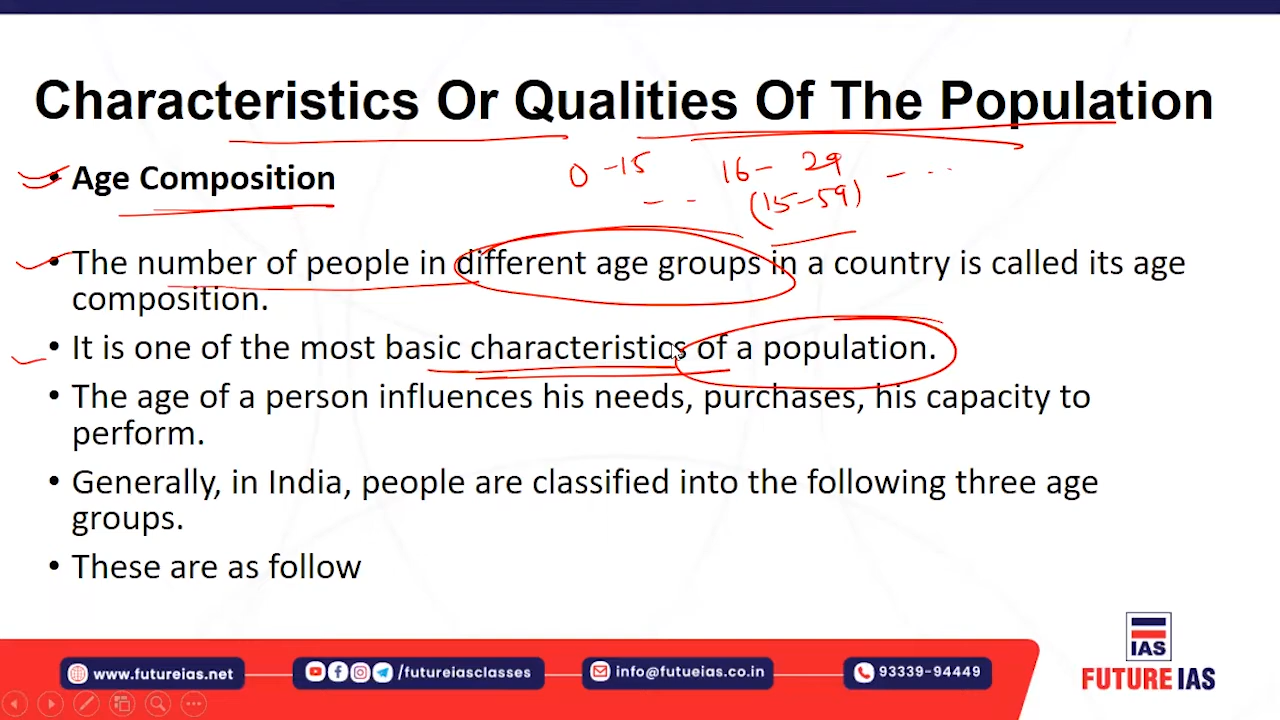 Characteristics Or Qualities Of The Population
• Age Composition
0 - 15 16 - 29 - ...
- - (15-59)
• The number of people in different age groups in a country is called its age
composition.
• It is one of the most basic characteristics of a population.
• The age of a person influences his needs, purchases, his capacity to
perform.
• Generally, in India, people are classified into the following three age
groups.
• These are as follow
www.futureias.net
/futureiasclasses
info@futueias.co.in
93339-94449
IAS
FUTURE IAS